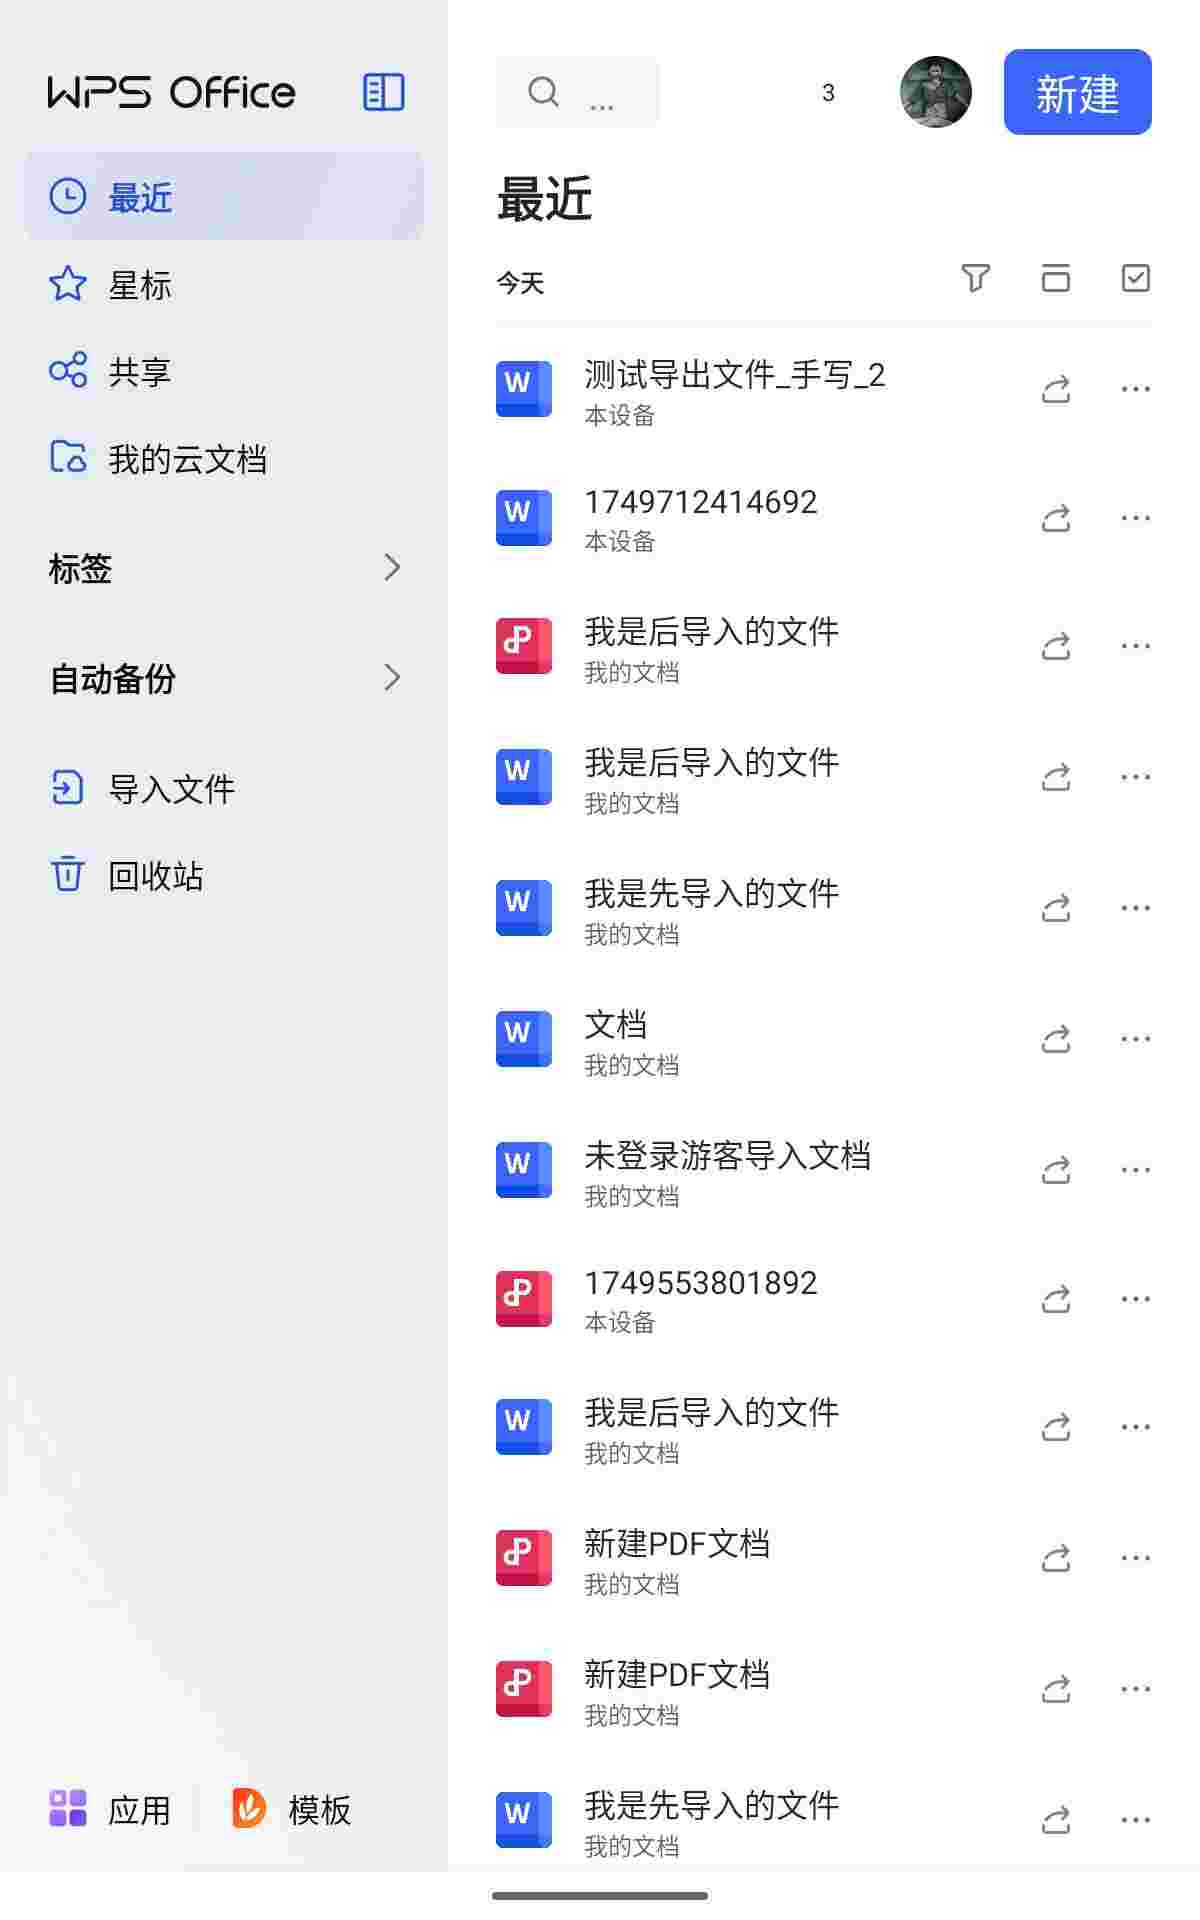 WPS Office
最近
星标
共享
我的云文档
标签
自动备份
导入文件
回收站
应用
模板
...
3
新建
最近
今天
测试导出文件_手写_2
本设备
1749712414692
本设备
我是后导入的文件
我的文档
我是后导入的文件
我的文档
我是先导入的文件
我的文档
文档
我的文档
未登录游客导入文档
我的文档
1749553801892
本设备
我是后导入的文件
我的文档
新建PDF文档
我的文档
新建PDF文档
我的文档
我是先导入的文件
我的文档